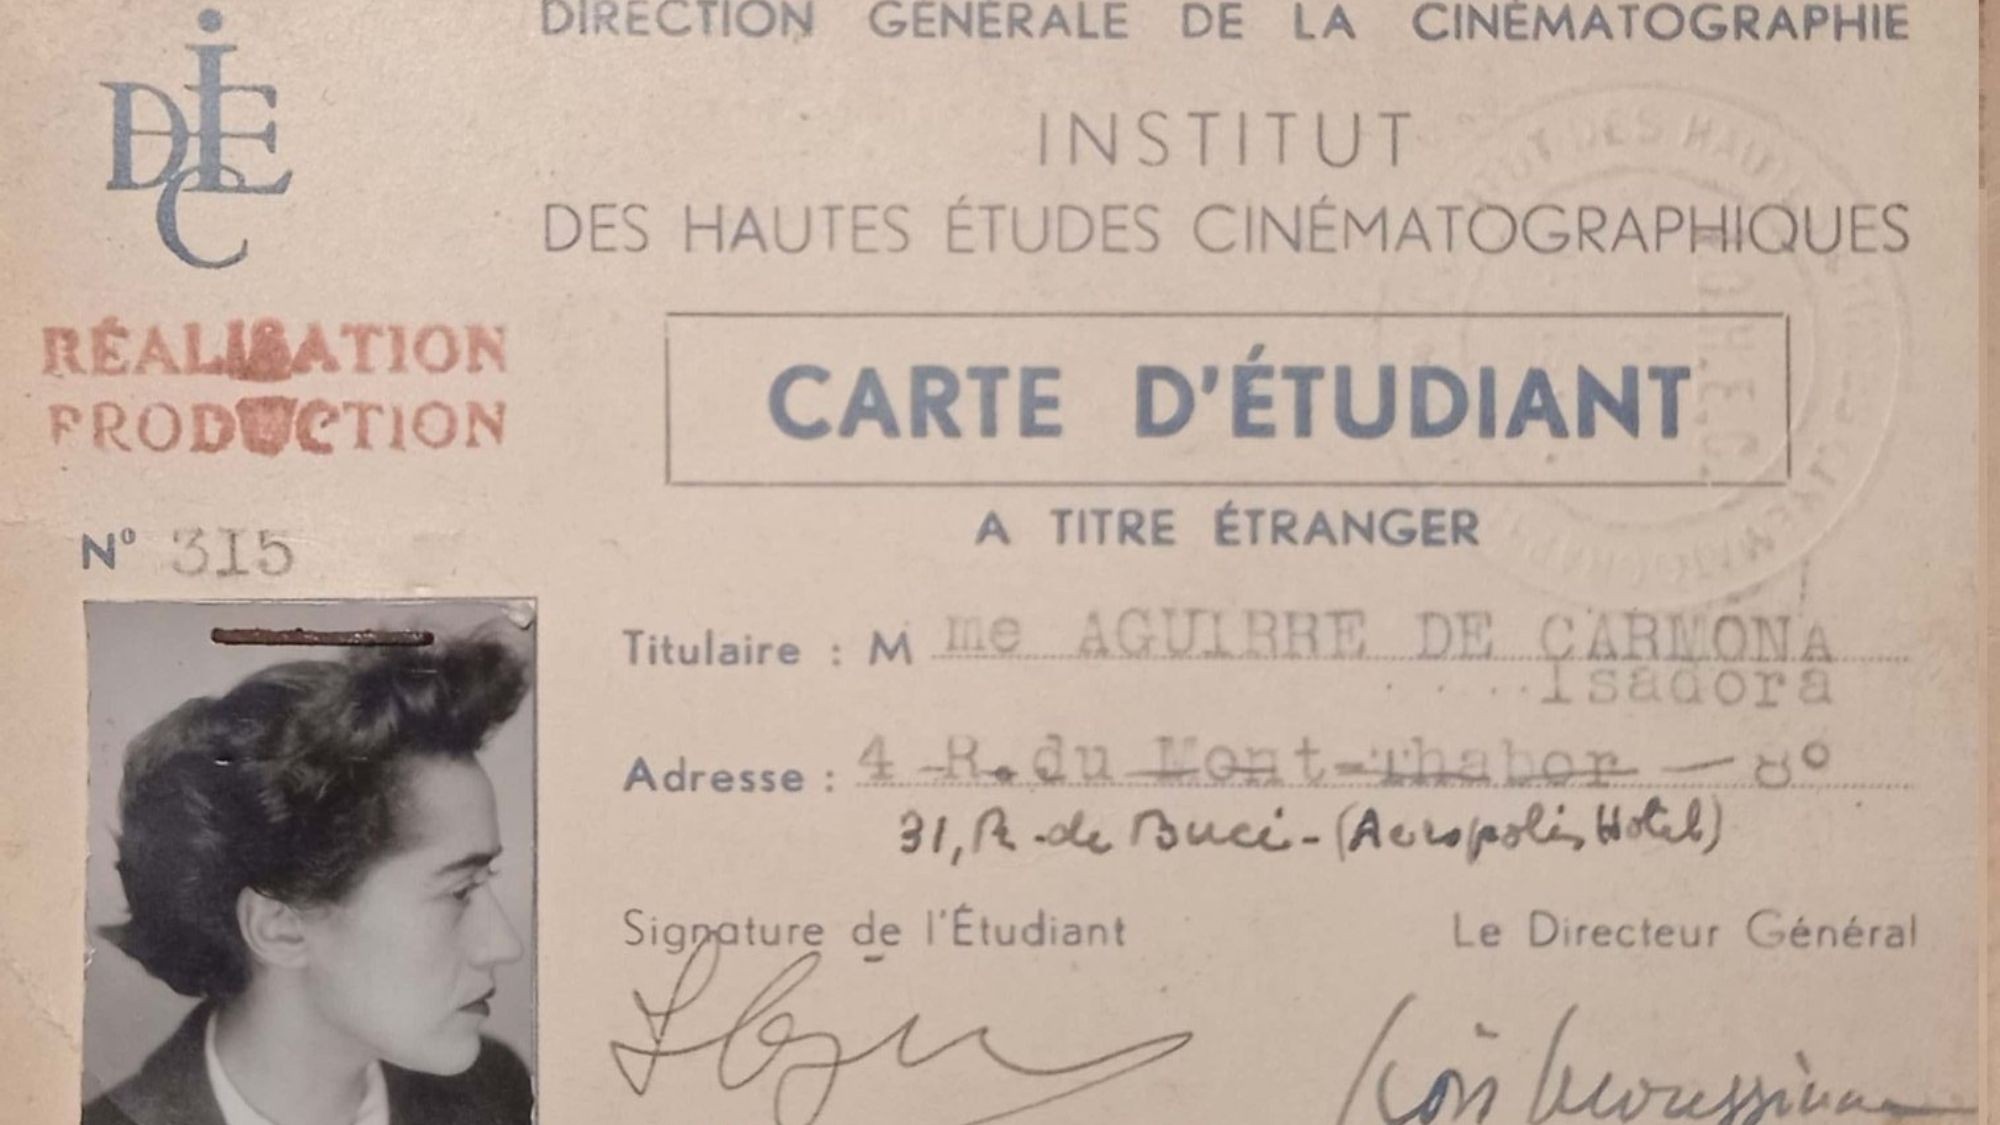 DIRECTION GÉNÉRALE DE LA CINÉMATOGRAPHIE
IDEC
INSTITUT
DES HAUTES ÉTUDES CINÉMATOGRAPHIQUES
RÉALISATION
PRODUCTION
CARTE D'ÉTUDIANT
A TITRE ÉTRANGER
N° 315
Titulaire : Mme AGUIRRE DE CARMONA
Isadora
Adresse : 4 R. du Mont-Thabor — 8°
31, R. de Buci - (Acropolis Hotel)
Signature de l'Étudiant Le Directeur Général